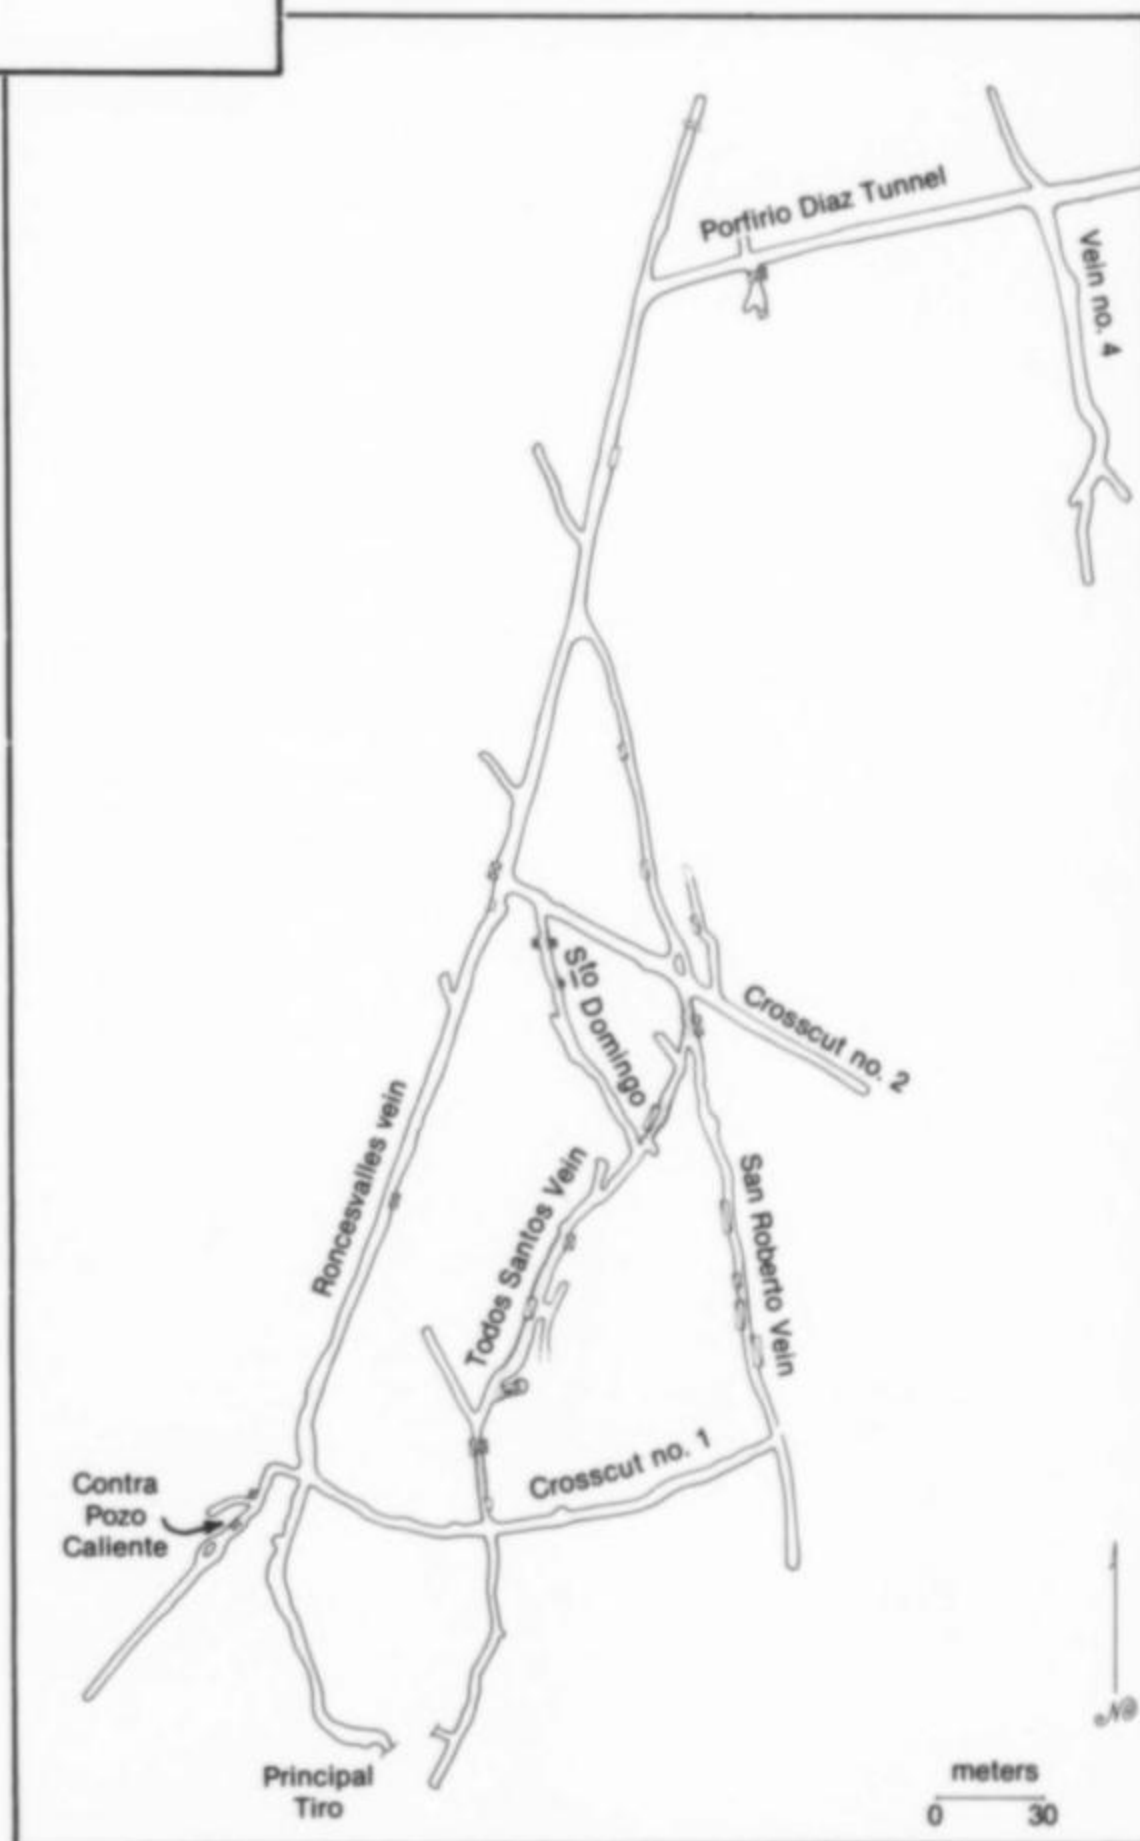 Porfirio Diaz Tunnel
Vein no. 4
Sto Domingo
Crosscut no. 2
Roncesvalles vein
Todos Santos Vein
San Roberto Vein
Crosscut no. 1
Contra
Pozo
Caliente
Principal
Tiro
meters
0 30